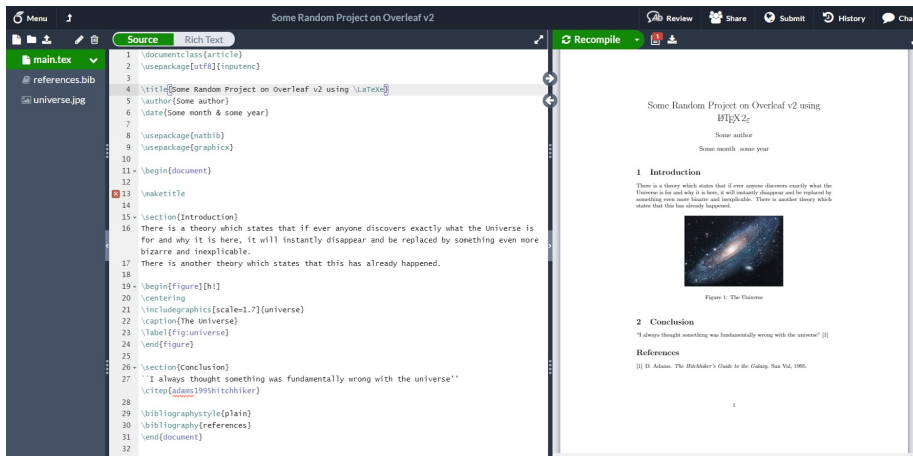 Menu
Some Random Project on Overleaf v2
Review
Share
Submit
History
Cha
Source
Rich Text
Recompile
1
main.tex
references.bib
universe.jpg
1 \documentclass{article}
2 \usepackage[utf8]{inputenc}
3
4 \title{Some Random Project on Overleaf v2 using \LaTeXe}
5 \author{Some author}
6 \date{Some month & some year}
7
8 \usepackage{natbib}
9 \usepackage{graphicx}
10
11 \begin{document}
12
13 \maketitle
14
15 \section{Introduction}
16 There is a theory which states that if ever anyone discovers exactly what the Universe is
for and why it is here, it will instantly disappear and be replaced by something even more
bizarre and inexplicable.
17 There is another theory which states that this has already happened.
18
19 \begin{figure}[h!]
20 \centering
21 \includegraphics[scale=1.7]{universe}
22 \caption{The Universe}
23 \label{fig:universe}
24 \end{figure}
25
26 \section{Conclusion}
27 ``I always thought something was fundamentally wrong with the universe''
\citep{adams1995hitchhiker}
28
29 \bibliographystyle{plain}
30 \bibliography{references}
31 \end{document}
32
Some Random Project on Overleaf v2 using
LATEX 2ε
Some author
Some month some year
1 Introduction
There is a theory which states that if ever anyone discovers exactly what the
Universe is for and why it is here, it will instantly disappear and be replaced by
something even more bizarre and inexplicable. There is another theory which
states that this has already happened.
Figure 1: The Universe
2 Conclusion
“I always thought something was fundamentally wrong with the universe” [1]
References
[1] D. Adams. The Hitchhiker's Guide to the Galaxy. San Val, 1995.
1